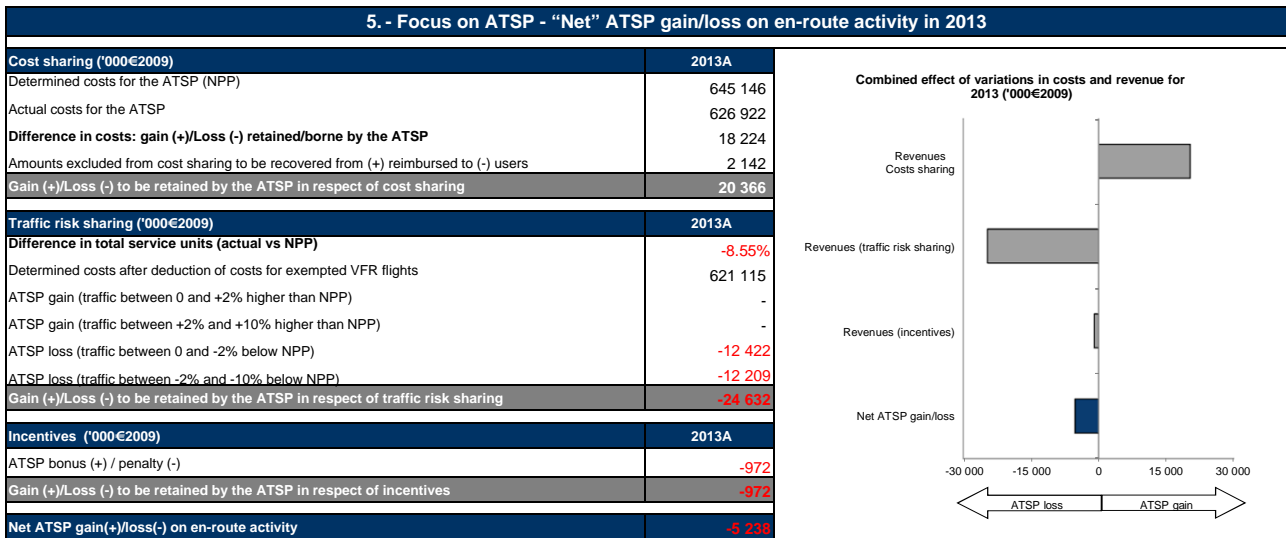 5. - Focus on ATSP - “Net” ATSP gain/loss on en-route activity in 2013
Cost sharing ('000€2009) 2013A
Determined costs for the ATSP (NPP) 645 146
Actual costs for the ATSP 626 922
Difference in costs: gain (+)/Loss (-) retained/borne by the ATSP 18 224
Amounts excluded from cost sharing to be recovered from (+) reimbursed to (-) users 2 142
Gain (+)/Loss (-) to be retained by the ATSP in respect of cost sharing 20 366
Traffic risk sharing ('000€2009) 2013A
Difference in total service units (actual vs NPP) -8.55%
Determined costs after deduction of costs for exempted VFR flights 621 115
ATSP gain (traffic between 0 and +2% higher than NPP) -
ATSP gain (traffic between +2% and +10% higher than NPP) -
ATSP loss (traffic between 0 and -2% below NPP) -12 422
ATSP loss (traffic between -2% and -10% below NPP) -12 209
Gain (+)/Loss (-) to be retained by the ATSP in respect of traffic risk sharing -24 632
Incentives ('000€2009) 2013A
ATSP bonus (+) / penalty (-) -972
Gain (+)/Loss (-) to be retained by the ATSP in respect of incentives -972
Net ATSP gain(+)/loss(-) on en-route activity -5 238
Combined effect of variations in costs and revenue for
2013 ('000€2009)
Revenues
Costs sharing
Revenues (traffic risk sharing)
Revenues (incentives)
Net ATSP gain/loss
-30 000 -15 000 0 15 000 30 000
ATSP loss ATSP gain